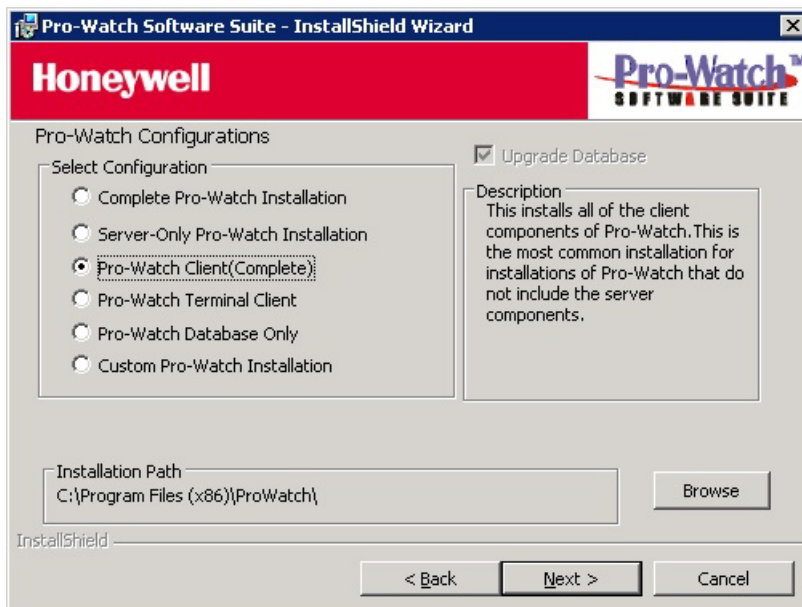 Pro-Watch Software Suite - InstallShield Wizard
Honeywell
Pro-Watch™
SOFTWARE SUITE
Pro-Watch Configurations
Select Configuration
Complete Pro-Watch Installation
Server-Only Pro-Watch Installation
Pro-Watch Client(Complete)
Pro-Watch Terminal Client
Pro-Watch Database Only
Custom Pro-Watch Installation
Upgrade Database
Description
This installs all of the client
components of Pro-Watch.This is
the most common installation for
installations of Pro-Watch that do
not include the server
components.
Installation Path
C:\Program Files (x86)\ProWatch\
Browse
InstallShield
< Back
Next >
Cancel